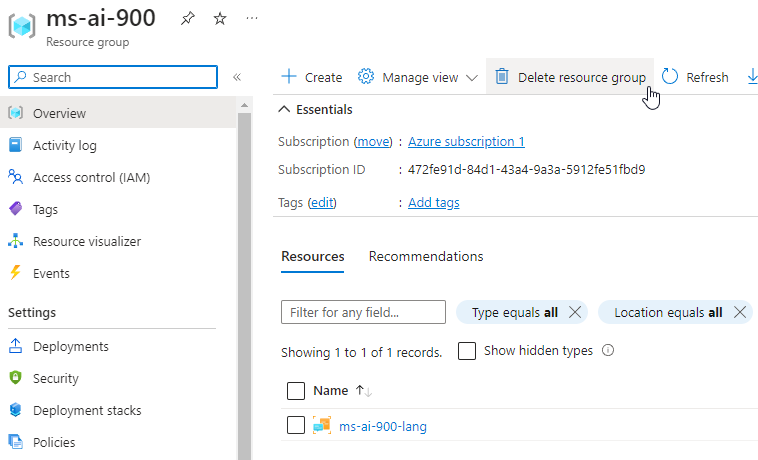 ms-ai-900
Resource group
Search
Overview
Activity log
Access control (IAM)
Tags
Resource visualizer
Events
Settings
Deployments
Security
Deployment stacks
Policies
Create
Manage view
Delete resource group
Refresh
Essentials
Subscription (move) : Azure subscription 1
Subscription ID : 472fe91d-84d1-43a4-9a3a-5912fe51fbd9
Tags (edit) : Add tags
Resources
Recommendations
Filter for any field...
Type equals all
Location equals all
Showing 1 to 1 of 1 records.
Show hidden types
Name
ms-ai-900-lang